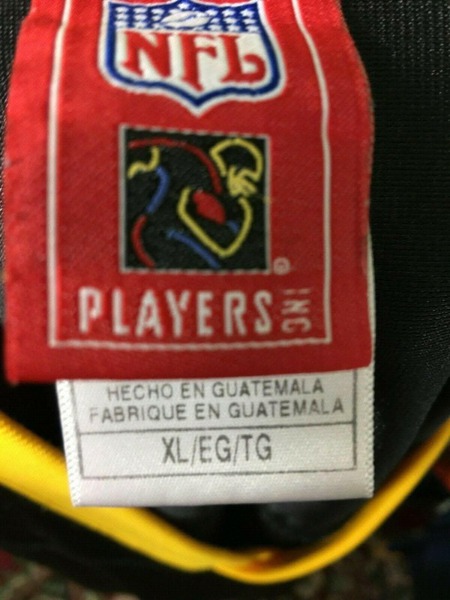 NFL
PLAYERS INC
HECHO EN GUATEMALA
FABRIQUE EN GUATEMALA
XL/EG/TG